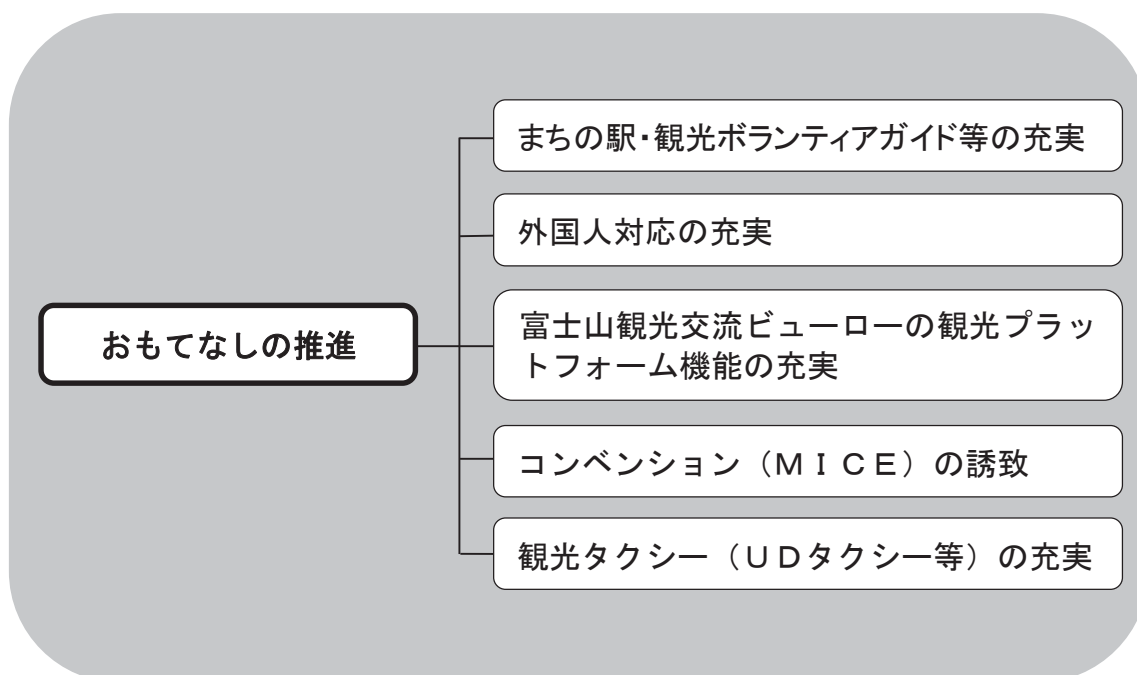 おもてなしの推進
まちの駅・観光ボランティアガイド等の充実
外国人対応の充実
富士山観光交流ビューローの観光プラッ
トフォーム機能の充実
コンベンション（ＭＩＣＥ）の誘致
観光タクシー（ＵＤタクシー等）の充実